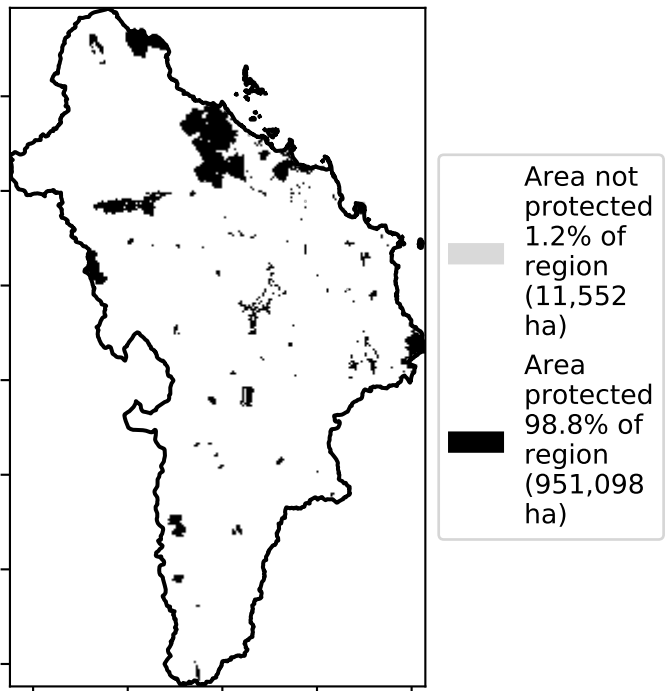 Area not
protected
1.2% of
region
(11,552
ha)
Area
protected
98.8% of
region
(951,098
ha)